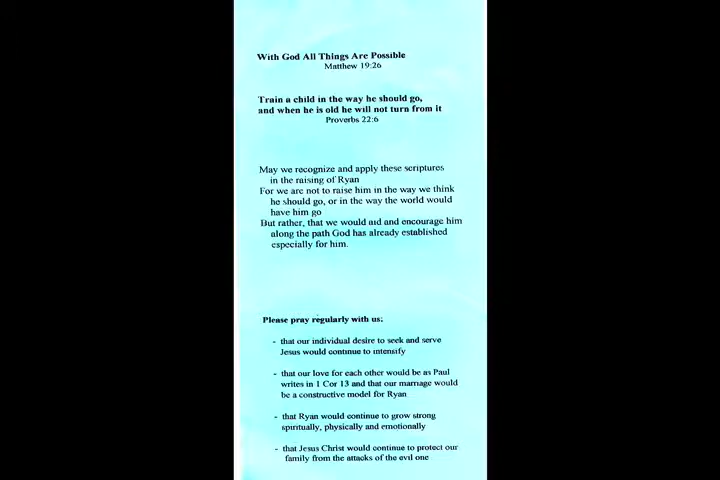 With God All Things Are Possible
Matthew 19:26
Train a child in the way he should go,
and when he is old he will not turn from it
Proverbs 22:6
May we recognize and apply these scriptures
in the raising of Ryan
For we are not to raise him in the way we think
he should go, or in the way the world would
have him go
But rather, that we would aid and encourage him
along the path God has already established
especially for him.
Please pray regularly with us:
- that our individual desire to seek and serve
Jesus would continue to intensify
- that our love for each other would be as Paul
writes in 1 Cor 13 and that our marriage would
be a constructive model for Ryan
- that Ryan would continue to grow strong
spiritually, physically and emotionally
- that Jesus Christ would continue to protect our
family from the attacks of the evil one